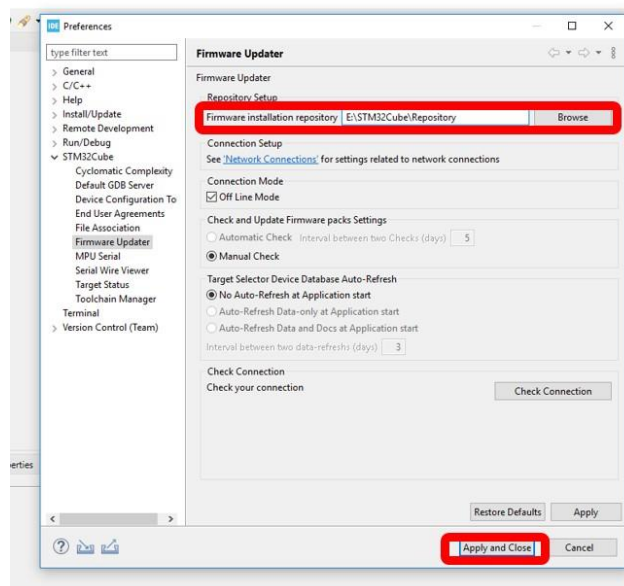 IDE Preferences
type filter text
General
C/C++
Help
Install/Update
Remote Development
Run/Debug
STM32Cube
Cyclomatic Complexity
Default GDB Server
Device Configuration To
End User Agreements
File Association
Firmware Updater
MPU Serial
Serial Wire Viewer
Target Status
Toolchain Manager
Terminal
Version Control (Team)
Firmware Updater
Firmware Updater
Repository Setup
Firmware installation repository E:\STM32Cube\Repository Browse
Connection Setup
See 'Network Connections' for settings related to network connections
Connection Mode
Off Line Mode
Check and Update Firmware packs Settings
Automatic Check Interval between two Checks (days) 5
Manual Check
Target Selector Device Database Auto-Refresh
No Auto-Refresh at Application start
Auto-Refresh Data-only at Application start
Auto-Refresh Data and Docs at Application start
Interval between two data-refreshs (days) 3
Check Connection
Check your connection Check Connection
Restore Defaults Apply
Apply and Close Cancel
perties